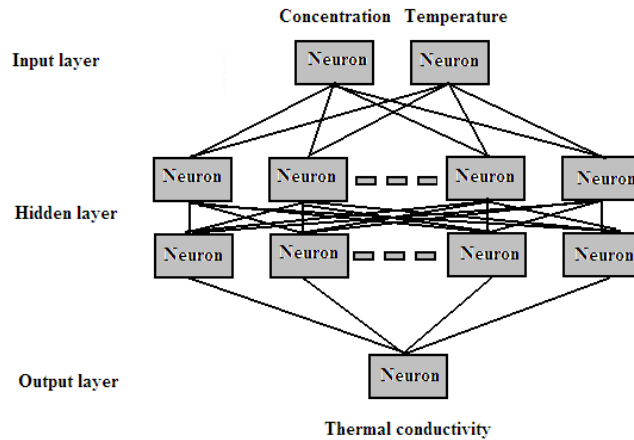 Concentration Temperature
Input layer Neuron Neuron
Neuron Neuron Neuron Neuron
Hidden layer
Neuron Neuron Neuron Neuron
Output layer Neuron
Thermal conductivity